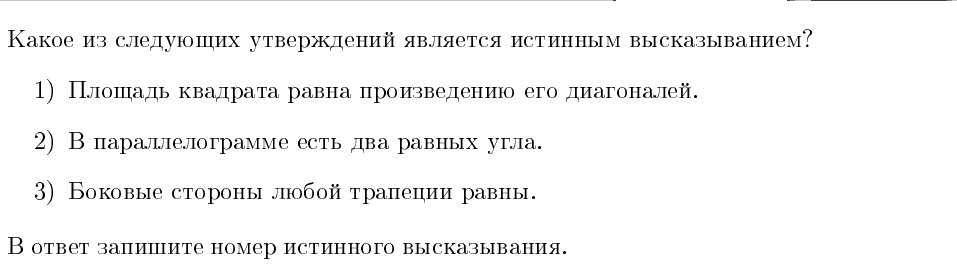 Какое из следующих утверждений является истинным высказыванием?
1) Площадь квадрата равна произведению его диагоналей.
2) В параллелограмме есть два равных угла.
3) Боковые стороны любой трапеции равны.
В ответ запишите номер истинного высказывания.